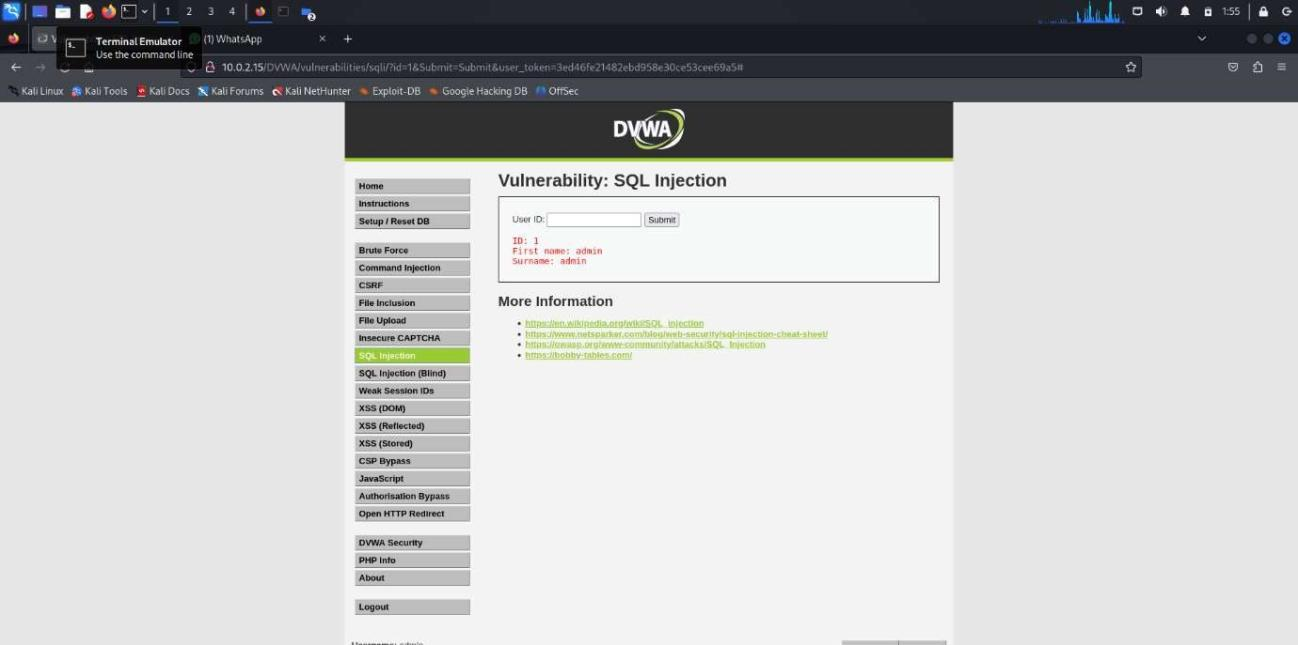 1 2 3 4 2 1:55
Terminal Emulator
Use the command line
(1) WhatsApp
10.0.2.15/DVWA/vulnerabilities/sqli/?id=1&Submit=Submit&user_token=3ed46fe21482ebd958e30ce53cee69a5#
Kali Linux Kali Tools Kali Docs Kali Forums Kali NetHunter Exploit-DB Google Hacking DB OffSec
DVWA
Vulnerability: SQL Injection
User ID: Submit
ID: 1
First name: admin
Surname: admin
More Information
https://en.wikipedia.org/wiki/SQL_injection
https://www.netsparker.com/blog/web-security/sql-injection-cheat-sheet/
https://owasp.org/www-community/attacks/SQL_Injection
https://bobby-tables.com/
Home
Instructions
Setup / Reset DB
Brute Force
Command Injection
CSRF
File Inclusion
File Upload
Insecure CAPTCHA
SQL Injection
SQL Injection (Blind)
Weak Session IDs
XSS (DOM)
XSS (Reflected)
XSS (Stored)
CSP Bypass
JavaScript
Authorisation Bypass
Open HTTP Redirect
DVWA Security
PHP Info
About
Logout